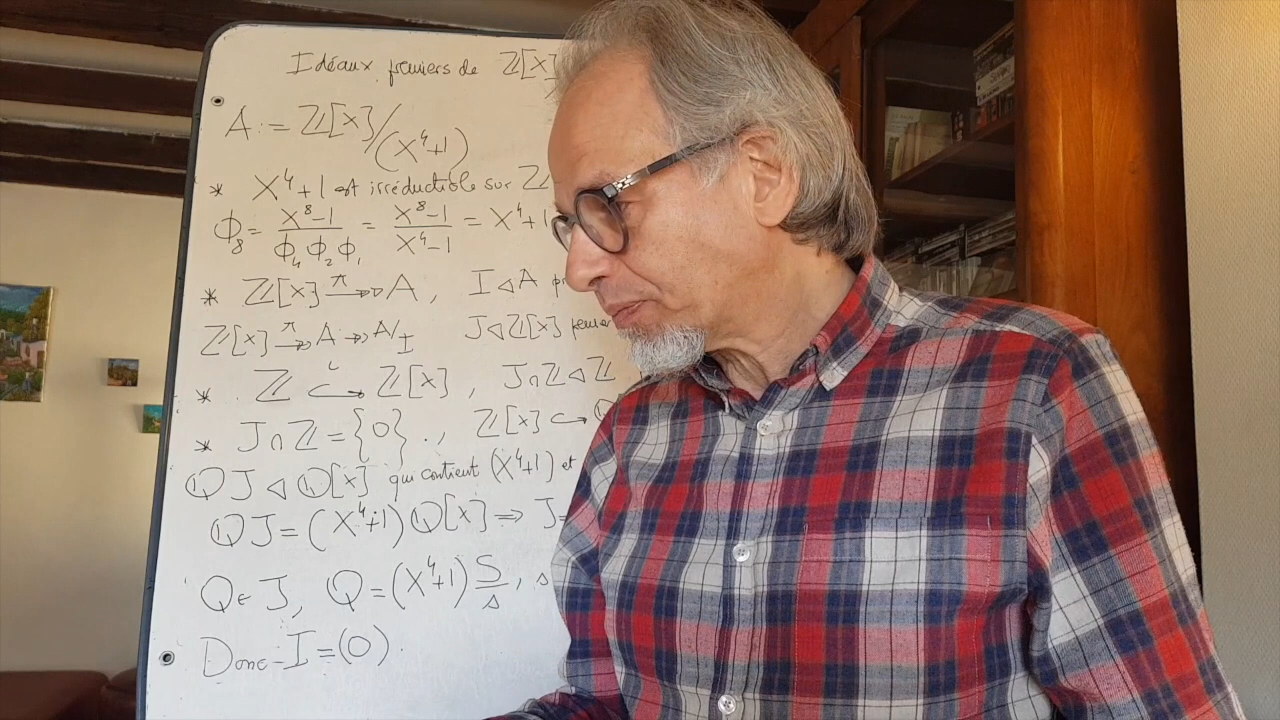 Idéaux premiers de ℤ[X]
A := ℤ[X]/(X⁴+1)
* X⁴+1 est irréductible sur ℤ
Φ₈ = X⁸-1/Φ₄Φ₂Φ₁ = X⁸-1/X⁴-1 = X⁴+1
* ℤ[X] π↠ A, I ◁ A
ℤ[X] π↠ A ↠ A/I J ◁ ℤ[X] premier
* ℤ ι↪ ℤ[X], J∩ℤ ◁ ℤ
* J∩ℤ = {0}., ℤ[X] ↪
ℚJ ◁ ℚ[X] qui contient (X⁴+1) et
ℚJ = (X⁴+1)ℚ[X] ⇒ J=
Q ∈ J, Q = (X⁴+1) S/s, s
Donc I = (0).